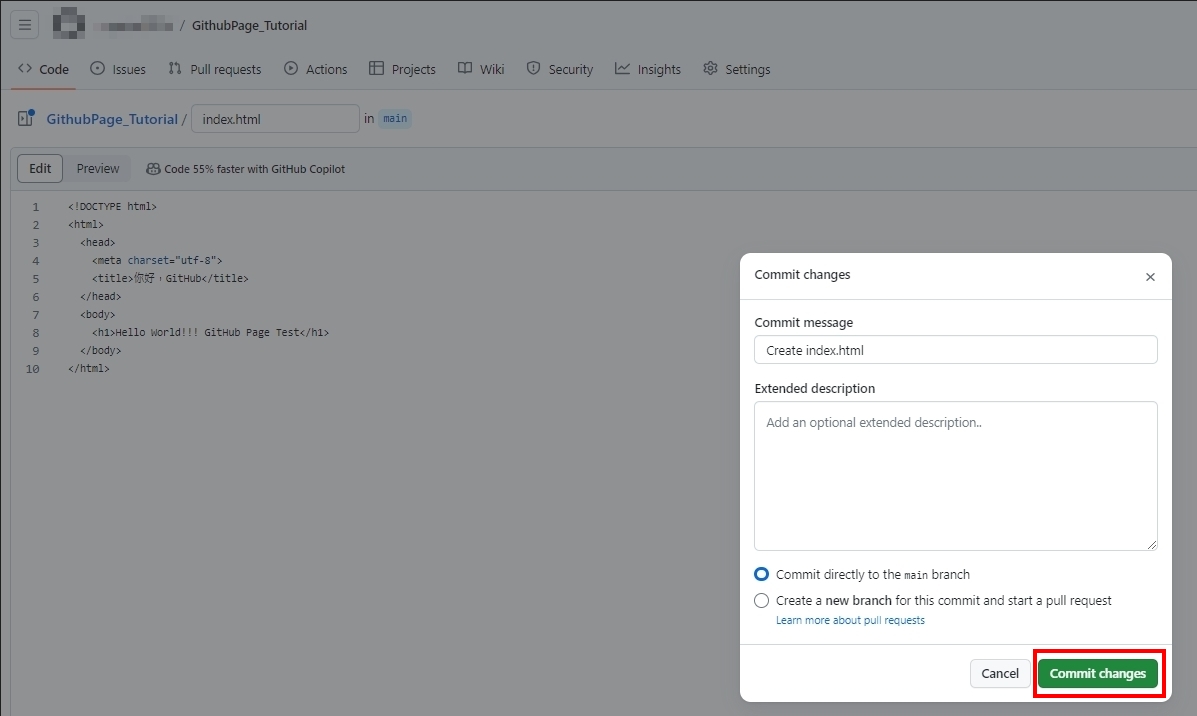 / GithubPage_Tutorial
Code Issues Pull requests Actions Projects Wiki Security Insights Settings
GithubPage_Tutorial / index.html in main
Edit Preview Code 55% faster with GitHub Copilot
1 <!DOCTYPE html>
2 <html>
3 <head>
4 <meta charset="utf-8">
5 <title>你好，GitHub</title>
6 </head>
7 <body>
8 <h1>Hello World!!! GitHub Page Test</h1>
9 </body>
10 </html>
Commit changes
Commit message
Create index.html
Extended description
Add an optional extended description..
Commit directly to the main branch
Create a new branch for this commit and start a pull request
Learn more about pull requests
Cancel Commit changes